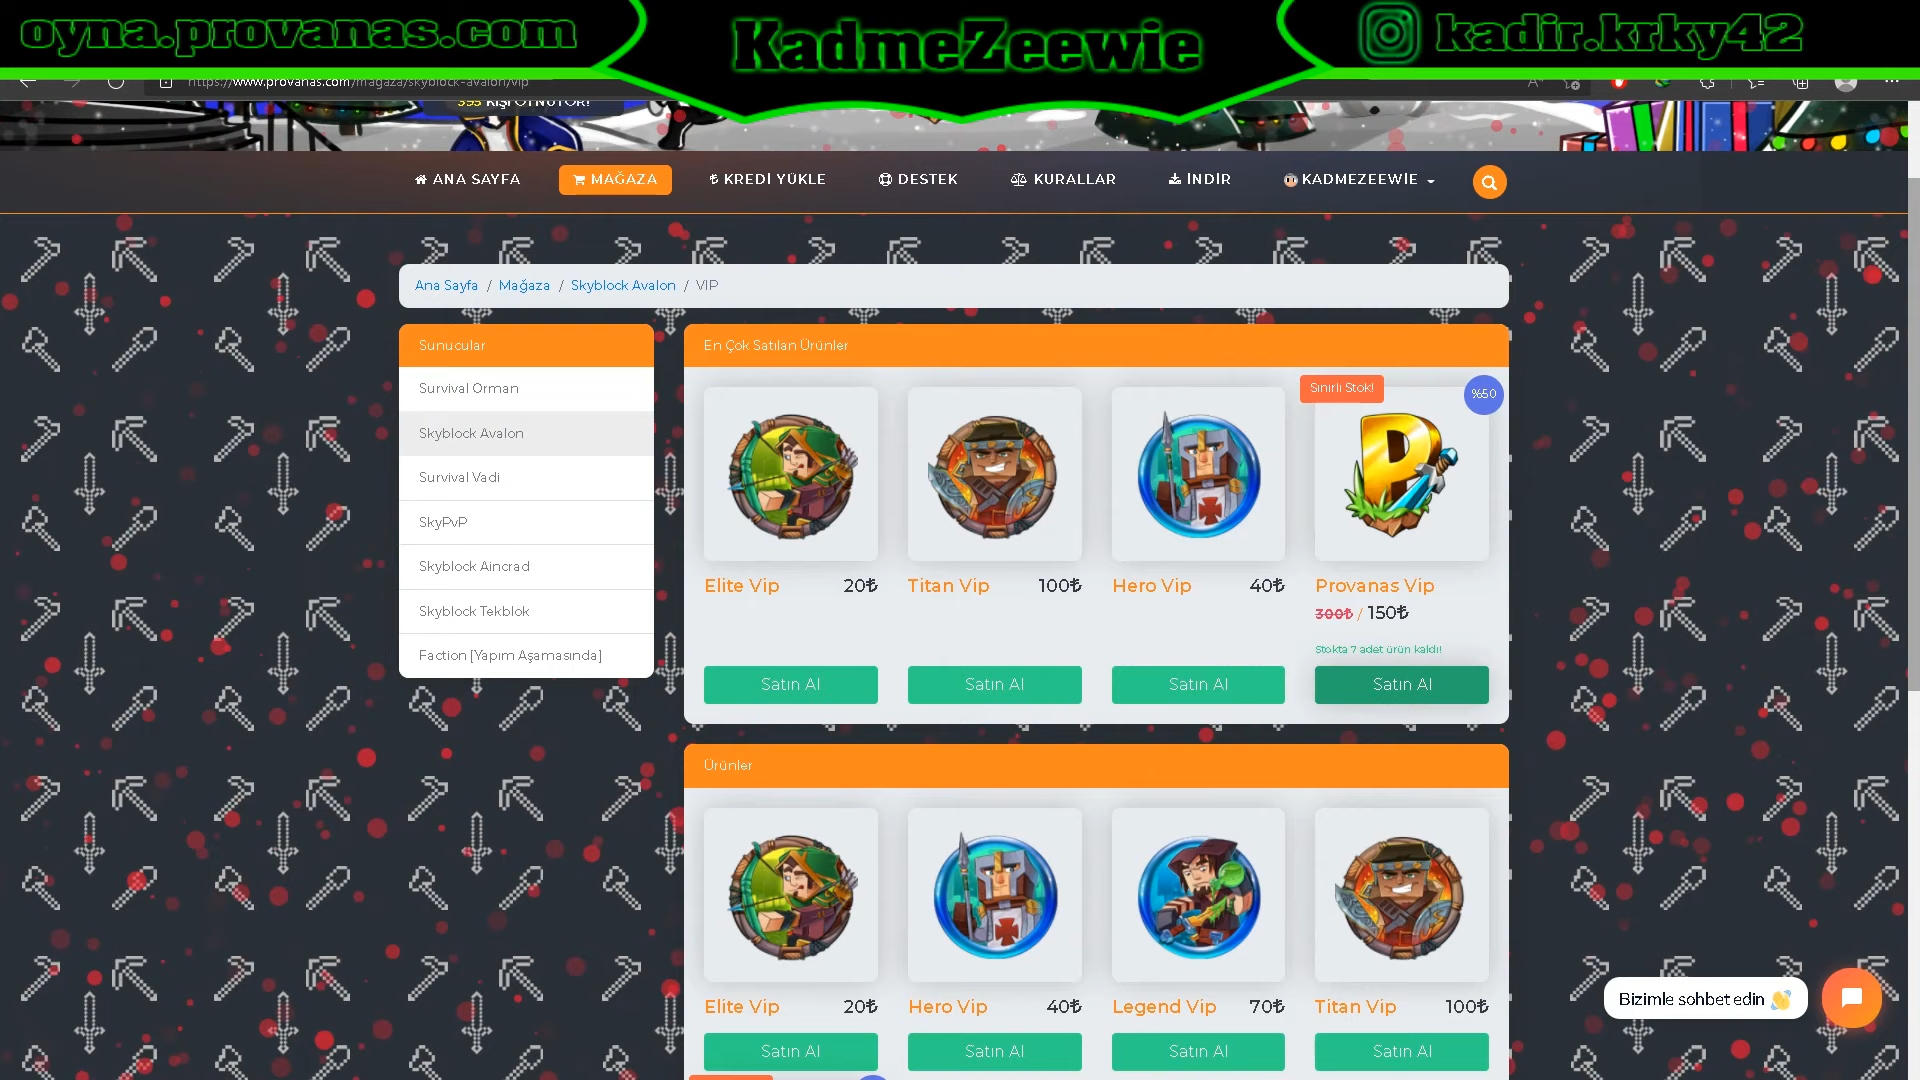 oyna.provanas.com
KadmeZeewie
kadir.krky42
https://www.provanas.com/magaza/skyblock-avalon/vip
395 KİŞİ OYNUYOR!
ANA SAYFA
MAĞAZA
KREDİ YÜKLE
DESTEK
KURALLAR
İNDİR
KADMEZEEWİE
Ana Sayfa / Mağaza / Skyblock Avalon / VIP
Sunucular
Survival Orman
Skyblock Avalon
Survival Vadi
SkyPvP
Skyblock Aincrad
Skyblock Tekblok
Faction [Yapım Aşamasında]
En Çok Satılan Ürünler
Sınırlı Stok!
%50
Elite Vip 20₺
Titan Vip 100₺
Hero Vip 40₺
Provanas Vip
300₺ / 150₺
Stokta 7 adet ürün kaldı!
Satın Al
Satın Al
Satın Al
Satın Al
Ürünler
Elite Vip 20₺
Hero Vip 40₺
Legend Vip 70₺
Titan Vip 100₺
Satın Al
Satın Al
Satın Al
Satın Al
Bizimle sohbet edin 👋